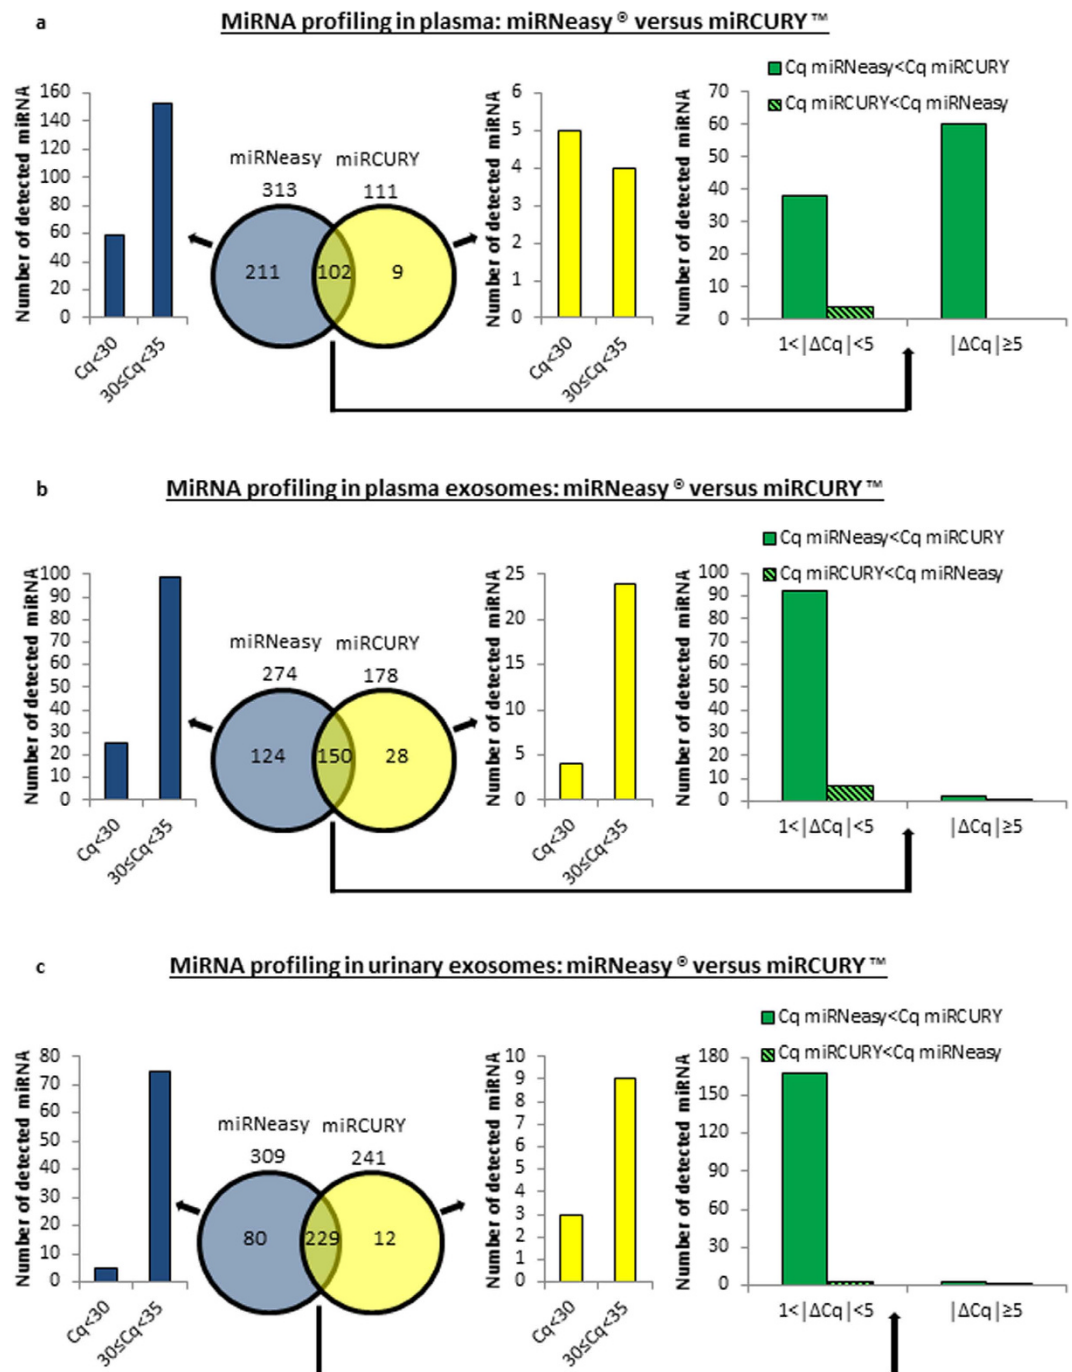 a
MiRNA profiling in plasma: miRNeasy ® versus miRCURY ™
Number of detected miRNA
160
140
120
100
80
60
40
20
0
Cq<30
30≤Cq<35
miRNeasy
313
miRCURY
111
211
102
9
Number of detected miRNA
6
5
4
3
2
1
0
Cq<30
30≤Cq<35
Cq miRNeasy<Cq miRCURY
Cq miRCURY<Cq miRNeasy
Number of detected miRNA
70
60
50
40
30
20
10
0
1<|ΔCq|<5
|ΔCq|≥5
b
MiRNA profiling in plasma exosomes: miRNeasy ® versus miRCURY ™
Number of detected miRNA
100
90
80
70
60
50
40
30
20
10
0
Cq<30
30≤Cq<35
miRNeasy
274
miRCURY
178
124
150
28
Number of detected miRNA
25
20
15
10
5
0
Cq<30
30≤Cq<35
Cq miRNeasy<Cq miRCURY
Cq miRCURY<Cq miRNeasy
Number of detected miRNA
100
90
80
70
60
50
40
30
20
10
0
1<|ΔCq|<5
|ΔCq|≥5
c
MiRNA profiling in urinary exosomes: miRNeasy ® versus miRCURY ™
Number of detected miRNA
80
70
60
50
40
30
20
10
0
Cq<30
30≤Cq<35
miRNeasy
309
miRCURY
241
80
229
12
Number of detected miRNA
10
9
8
7
6
5
4
3
2
1
0
Cq<30
30≤Cq<35
Cq miRNeasy<Cq miRCURY
Cq miRCURY<Cq miRNeasy
Number of detected miRNA
180
150
120
90
60
30
0
1<|ΔCq|<5
|ΔCq|≥5